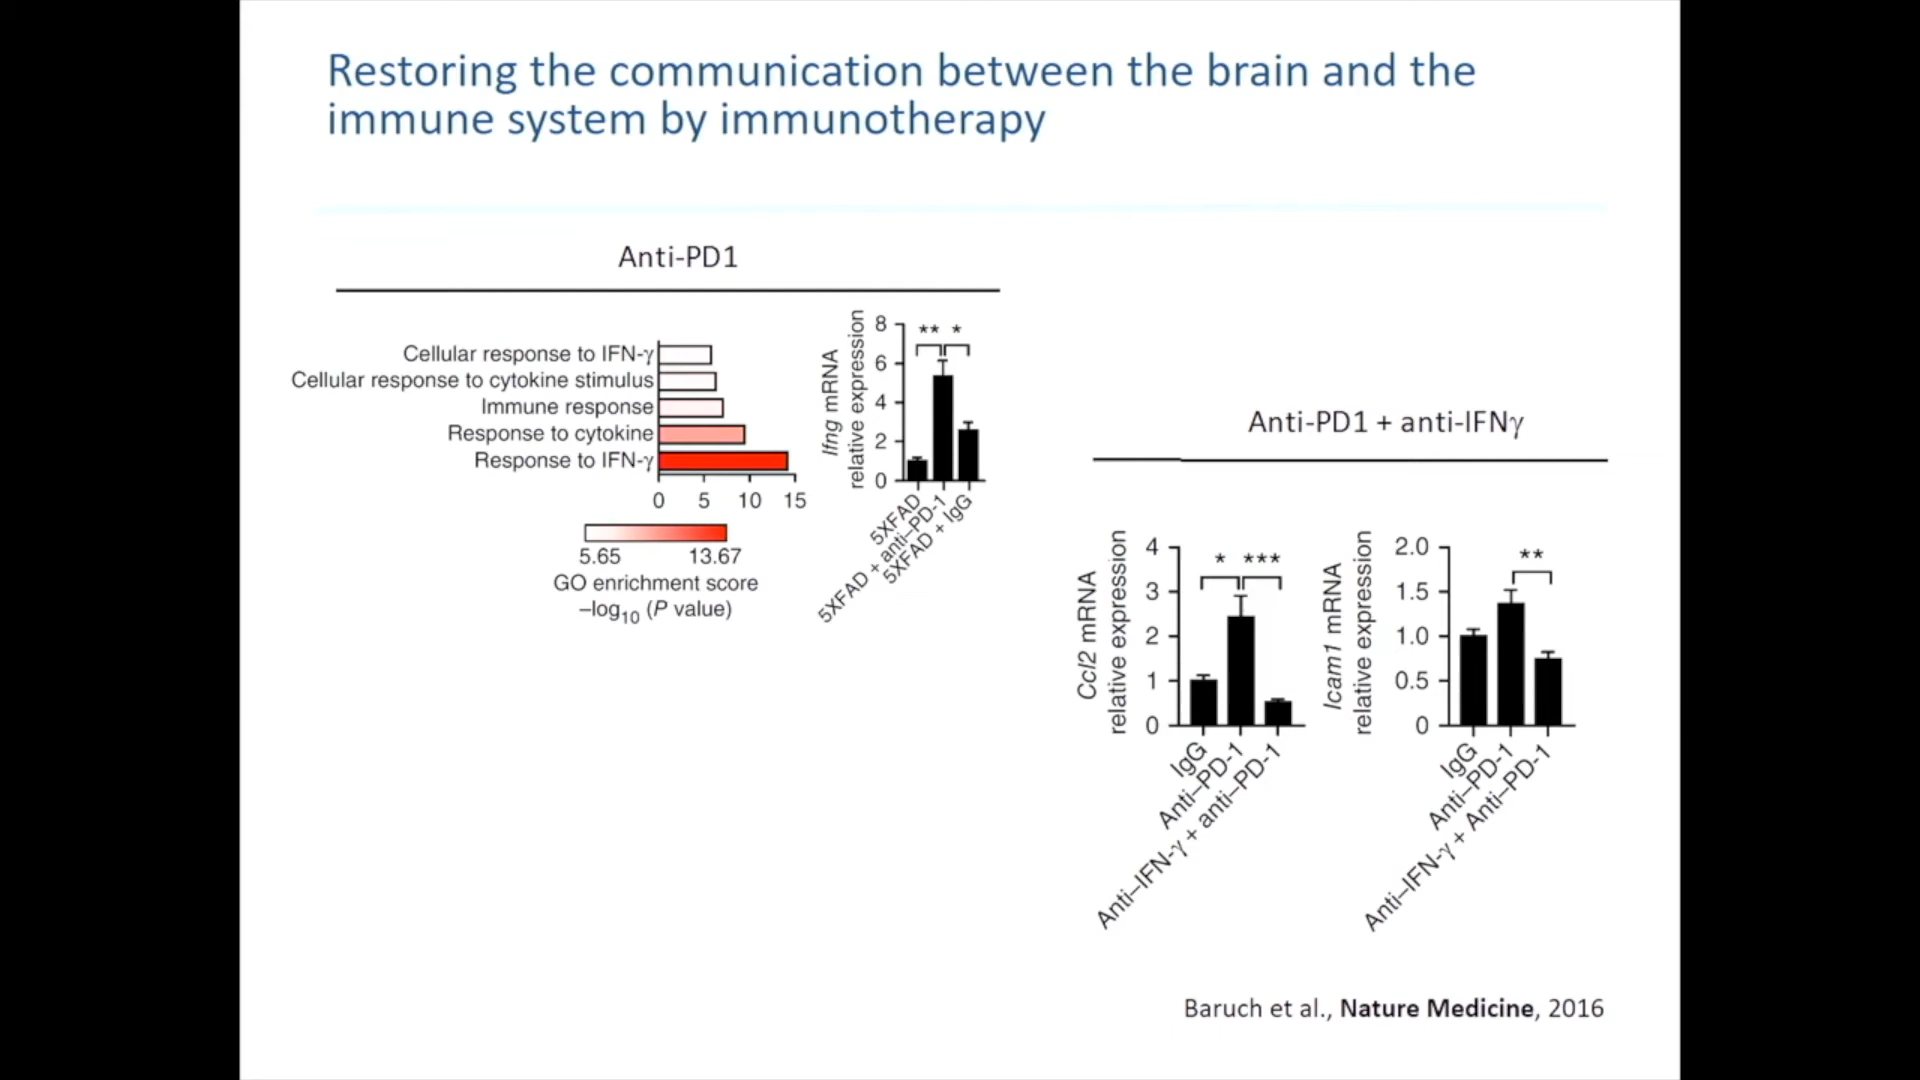 Restoring the communication between the brain and the
immune system by immunotherapy
Anti-PD1
Cellular response to IFN-γ
Cellular response to cytokine stimulus
Immune response
Response to cytokine
Response to IFN-γ
0 5 10 15
5.65 13.67
GO enrichment score
–log10 (P value)
Ifng mRNA
relative expression
8
6
4
2
0
** *
5XFAD
5XFAD + anti–PD-1
5XFAD + IgG
Anti-PD1 + anti-IFNγ
Ccl2 mRNA
relative expression
4
3
2
1
0
* ***
IgG
Anti–PD-1
Anti–IFN-γ + anti–PD-1
Icam1 mRNA
relative expression
2.0
1.5
1.0
0.5
0
**
IgG
Anti–PD-1
Anti–IFN-γ + Anti–PD-1
Baruch et al., Nature Medicine, 2016